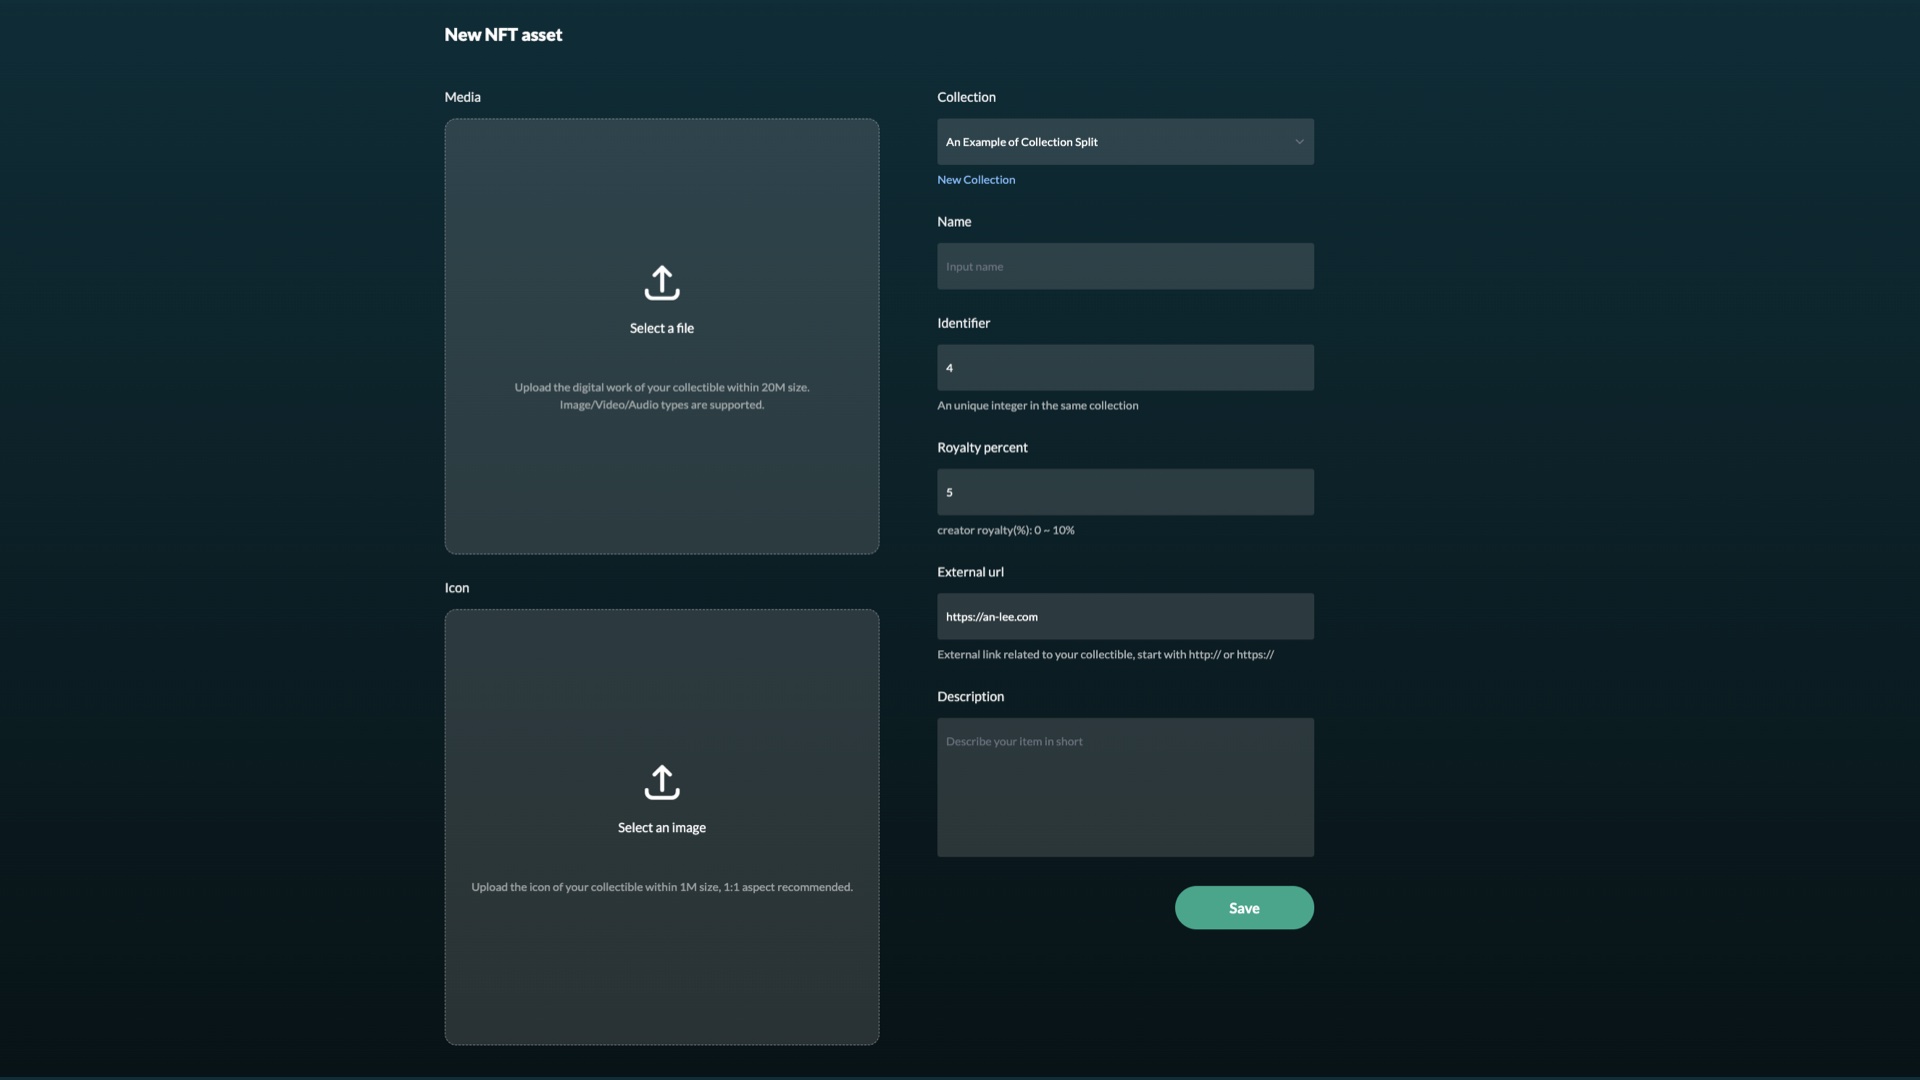 New NFT asset
Media
Select a file
Upload the digital work of your collectible within 20M size.
Image/Video/Audio types are supported.
Icon
Select an image
Upload the icon of your collectible within 1M size, 1:1 aspect recommended.
Collection
An Example of Collection Split
New Collection
Name
Input name
Identifier
4
An unique integer in the same collection
Royalty percent
5
creator royalty(%): 0 ~ 10%
External url
https://an-lee.com
External link related to your collectible, start with http:// or https://
Description
Describe your item in short
Save